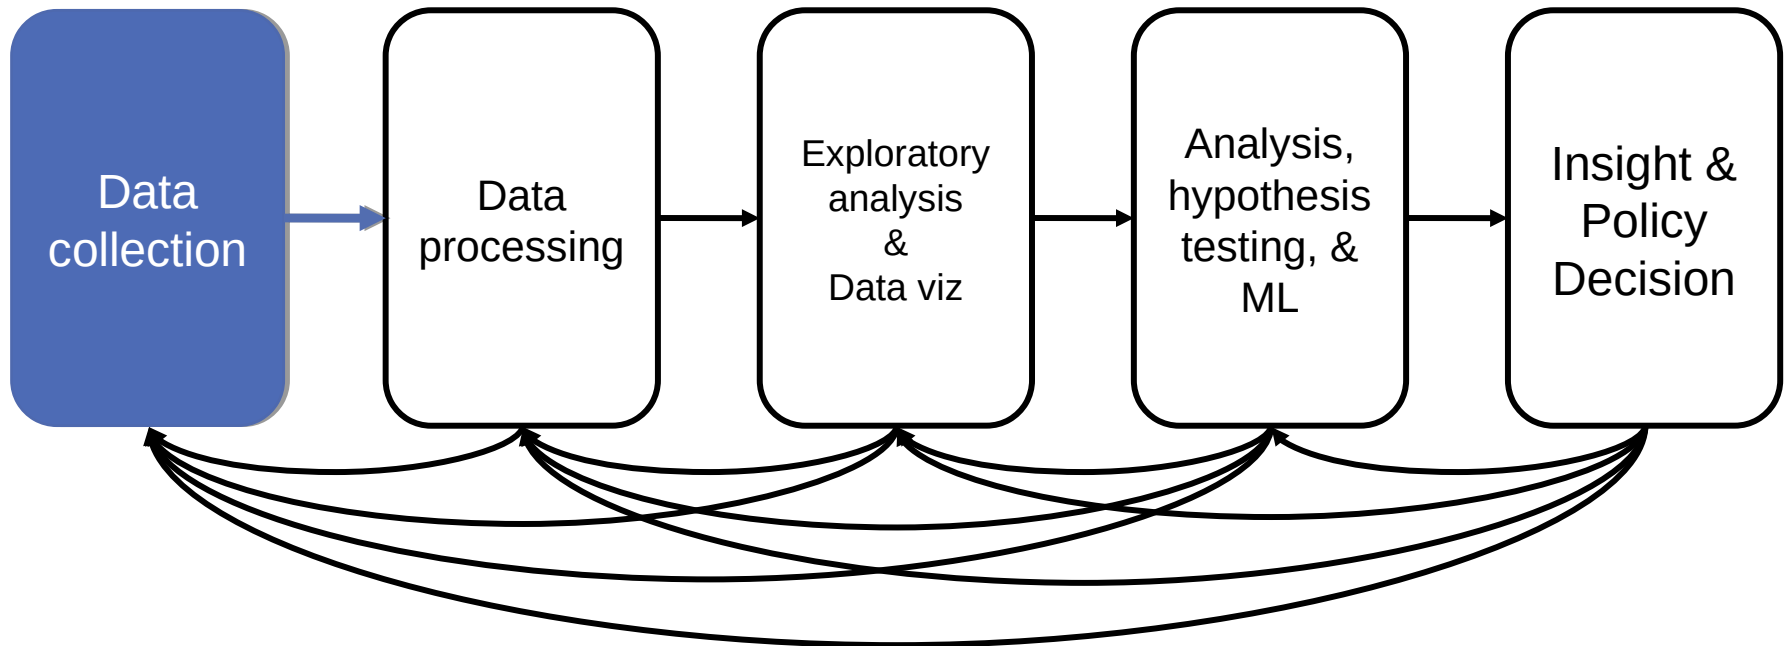 Data
collection
Data
processing
Exploratory
analysis
&
Data viz
Analysis,
hypothesis
testing, &
ML
Insight &
Policy
Decision